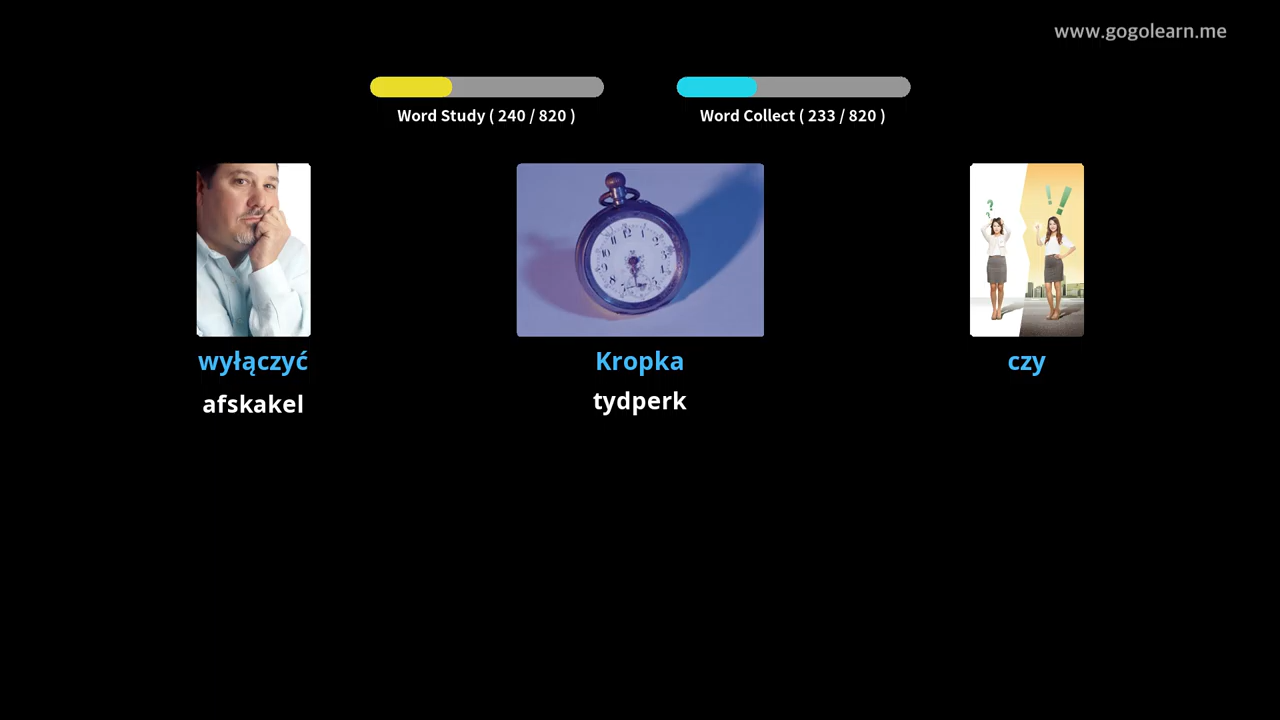 www.gogolearn.me
Word Study ( 240 / 820 )
Word Collect ( 233 / 820 )
wyłączyć
Kropka
czy
afskakel
tydperk